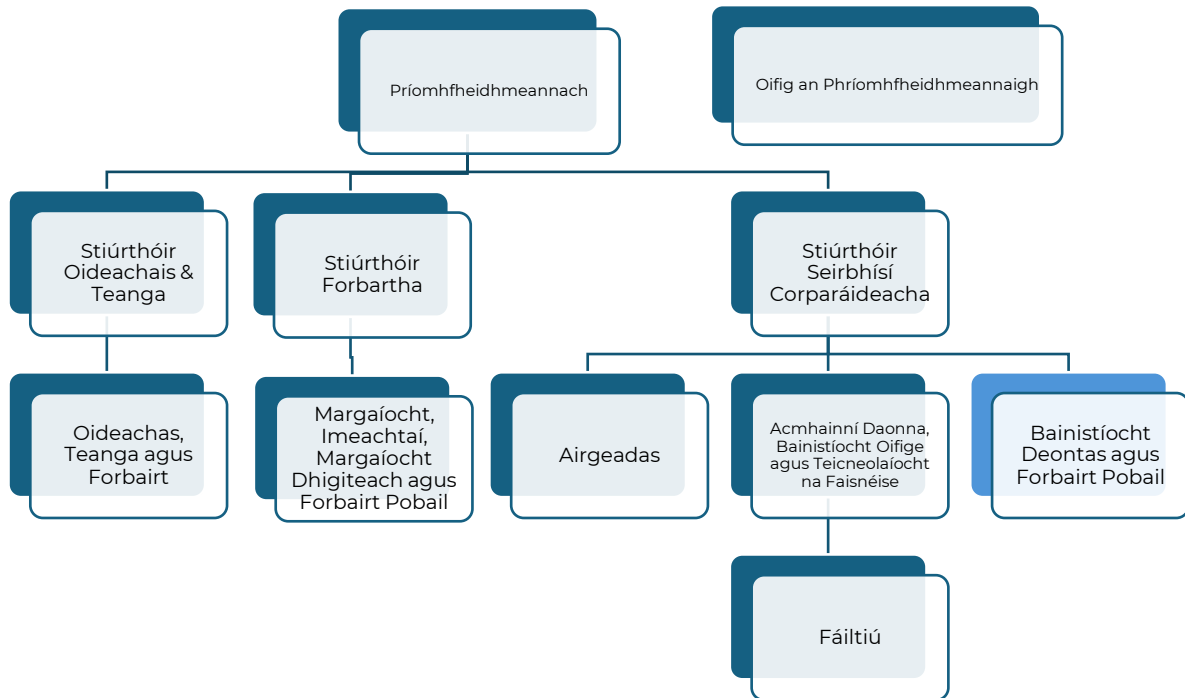 Príomhfheidhmeannach
Oifig an Phríomhfheidhmeannaigh
Stiúrthóir
Oideachais &
Teanga
Stiúrthóir
Forbartha
Stiúrthóir
Seirbhísí
Corparáideacha
Oideachas,
Teanga agus
Forbairt
Margaíocht,
Imeachtaí,
Margaíocht
Dhigiteach agus
Forbairt Pobail
Airgeadas
Acmhainní Daonna,
Bainistíocht Oifige
agus Teicneolaíocht
na Faisnéise
Bainistíocht
Deontas agus
Forbairt Pobail
Fáiltiú